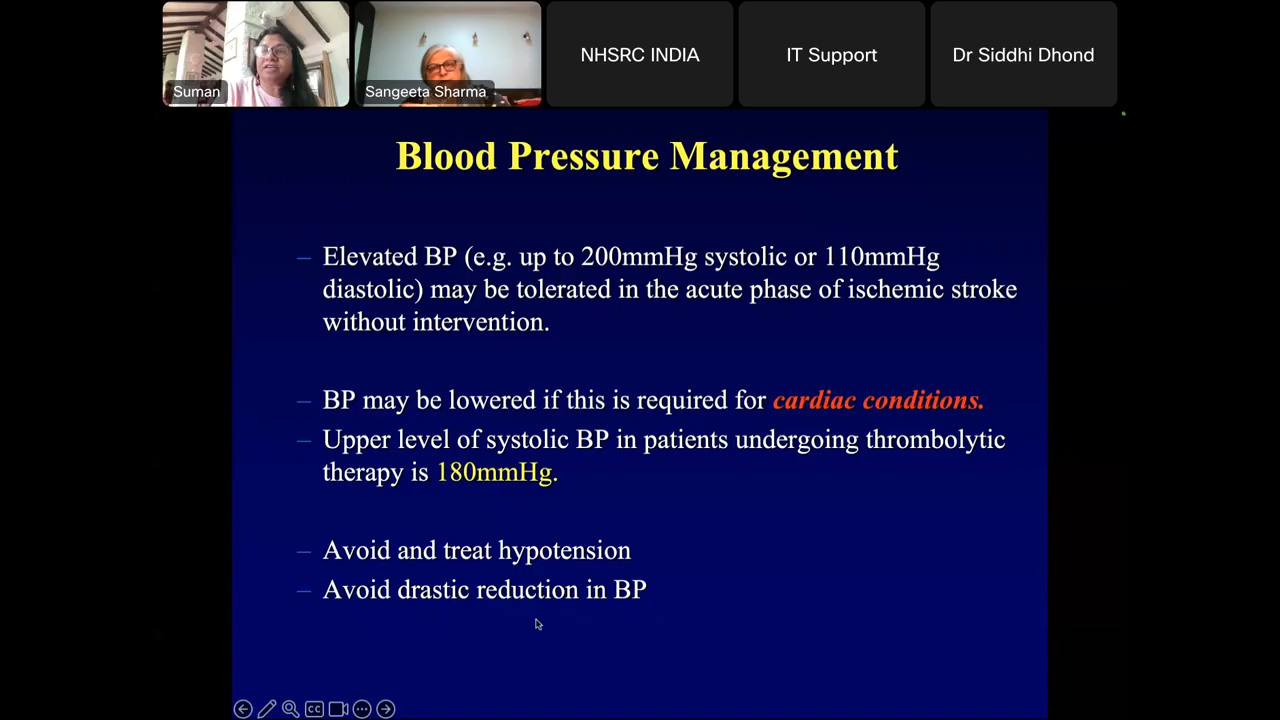 Suman
Sangeeta Sharma
NHSRC INDIA
IT Support
Dr Siddhi Dhond
Blood Pressure Management
– Elevated BP (e.g. up to 200mmHg systolic or 110mmHg
diastolic) may be tolerated in the acute phase of ischemic stroke
without intervention.
– BP may be lowered if this is required for cardiac conditions.
– Upper level of systolic BP in patients undergoing thrombolytic
therapy is 180mmHg.
– Avoid and treat hypotension
– Avoid drastic reduction in BP
CC